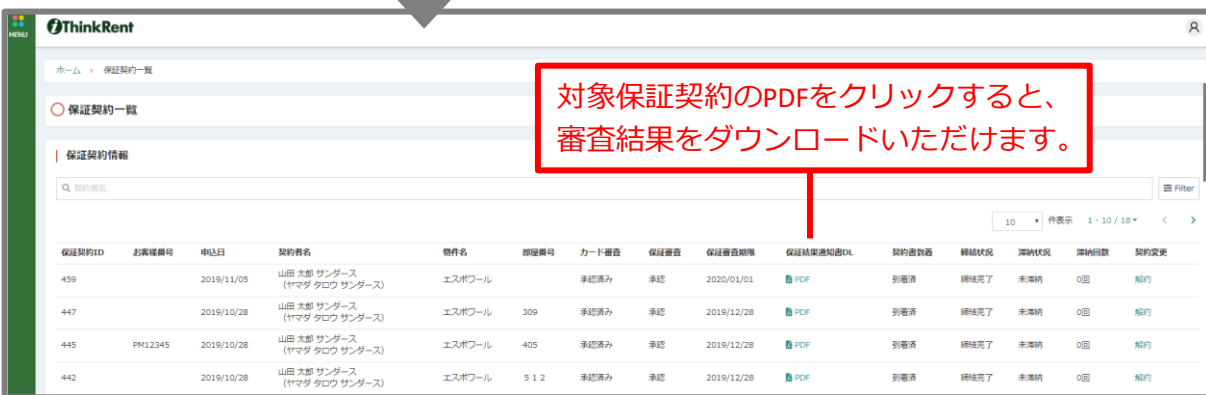 MENU
ThinkRent
ホーム > 保証契約一覧
対象保証契約のPDFをクリックすると、
審査結果をダウンロードいただけます。
保証契約一覧
保証契約情報
契約者名
Filter
10 件表示 1 - 10 / 18
保証契約ID お客様番号 申込日 契約者名 物件名 部屋番号 カード審査 保証審査 保証審査期限 保証結果通知書DL 契約書到着 締結状況 滞納状況 滞納回数 契約変更
459 2019/11/05 山田 太郎 サンダース エスポワール 承認済み 承認 2020/01/01 PDF 到着済 締結完了 未滞納 0回 解約
(ヤマダ タロウ サンダース)
447 2019/10/28 山田 太郎 サンダース エスポワール 309 承認済み 承認 2019/12/28 PDF 到着済 締結完了 未滞納 0回 解約
(ヤマダ タロウ サンダース)
445 PM12345 2019/10/28 山田 太郎 サンダース エスポワール 405 承認済み 承認 2019/12/28 PDF 到着済 締結完了 未滞納 0回 解約
(ヤマダ タロウ サンダース)
442 2019/10/28 山田 太郎 サンダース エスポワール 5 1 2 承認済み 承認 2019/12/28 PDF 到着済 締結完了 未滞納 0回 解約
(ヤマダ タロウ サンダース)